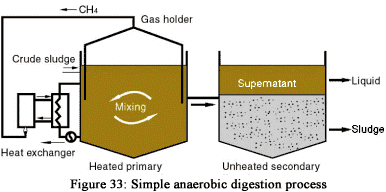 CH4
Gas holder
Crude sludge
Supernatant
Liquid
Mixing
Sludge
Heat exchanger
Heated primary
Unheated secondary
Figure 33: Simple anaerobic digestion process